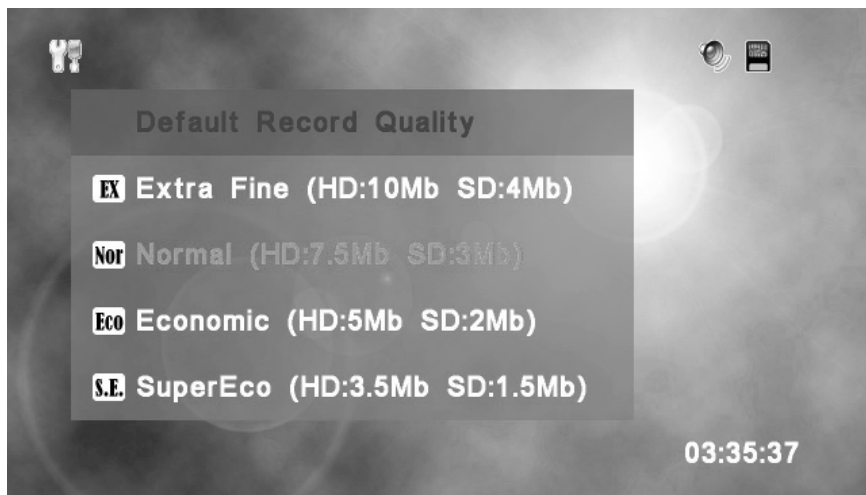 Default Record Quality
EX Extra Fine (HD:10Mb SD:4Mb)
Nor Normal (HD:7.5Mb SD:3Mb)
Eco Economic (HD:5Mb SD:2Mb)
S.E. SuperEco (HD:3.5Mb SD:1.5Mb)
03:35:37